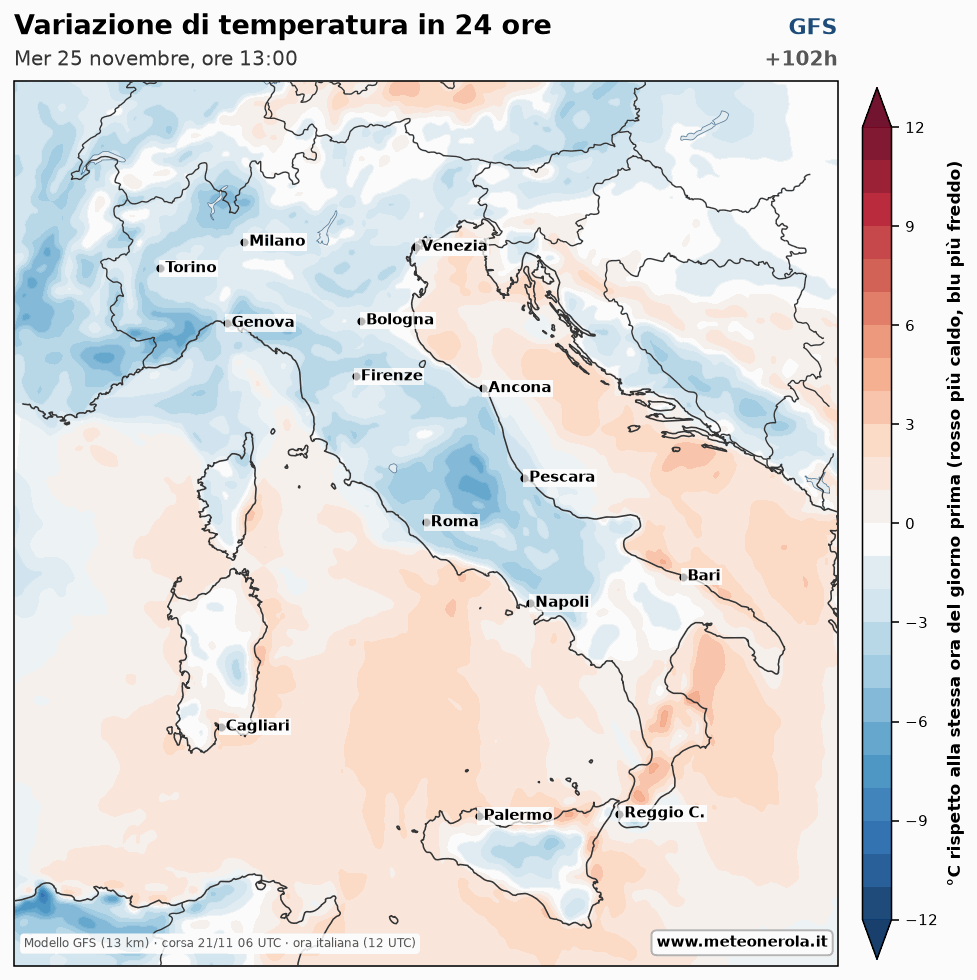 Variazione di temperatura in 24 ore
GFS
Mer 25 novembre, ore 13:00
+102h
Milano
Venezia
Torino
Genova
Bologna
Firenze
Ancona
Pescara
Roma
Bari
Napoli
Cagliari
Palermo
Reggio C.
12
9
6
3
0
−3
−6
−9
−12
°C rispetto alla stessa ora del giorno prima (rosso più caldo, blu più freddo)
Modello GFS (13 km) · corsa 21/11 06 UTC · ora italiana (12 UTC)
www.meteonerola.it